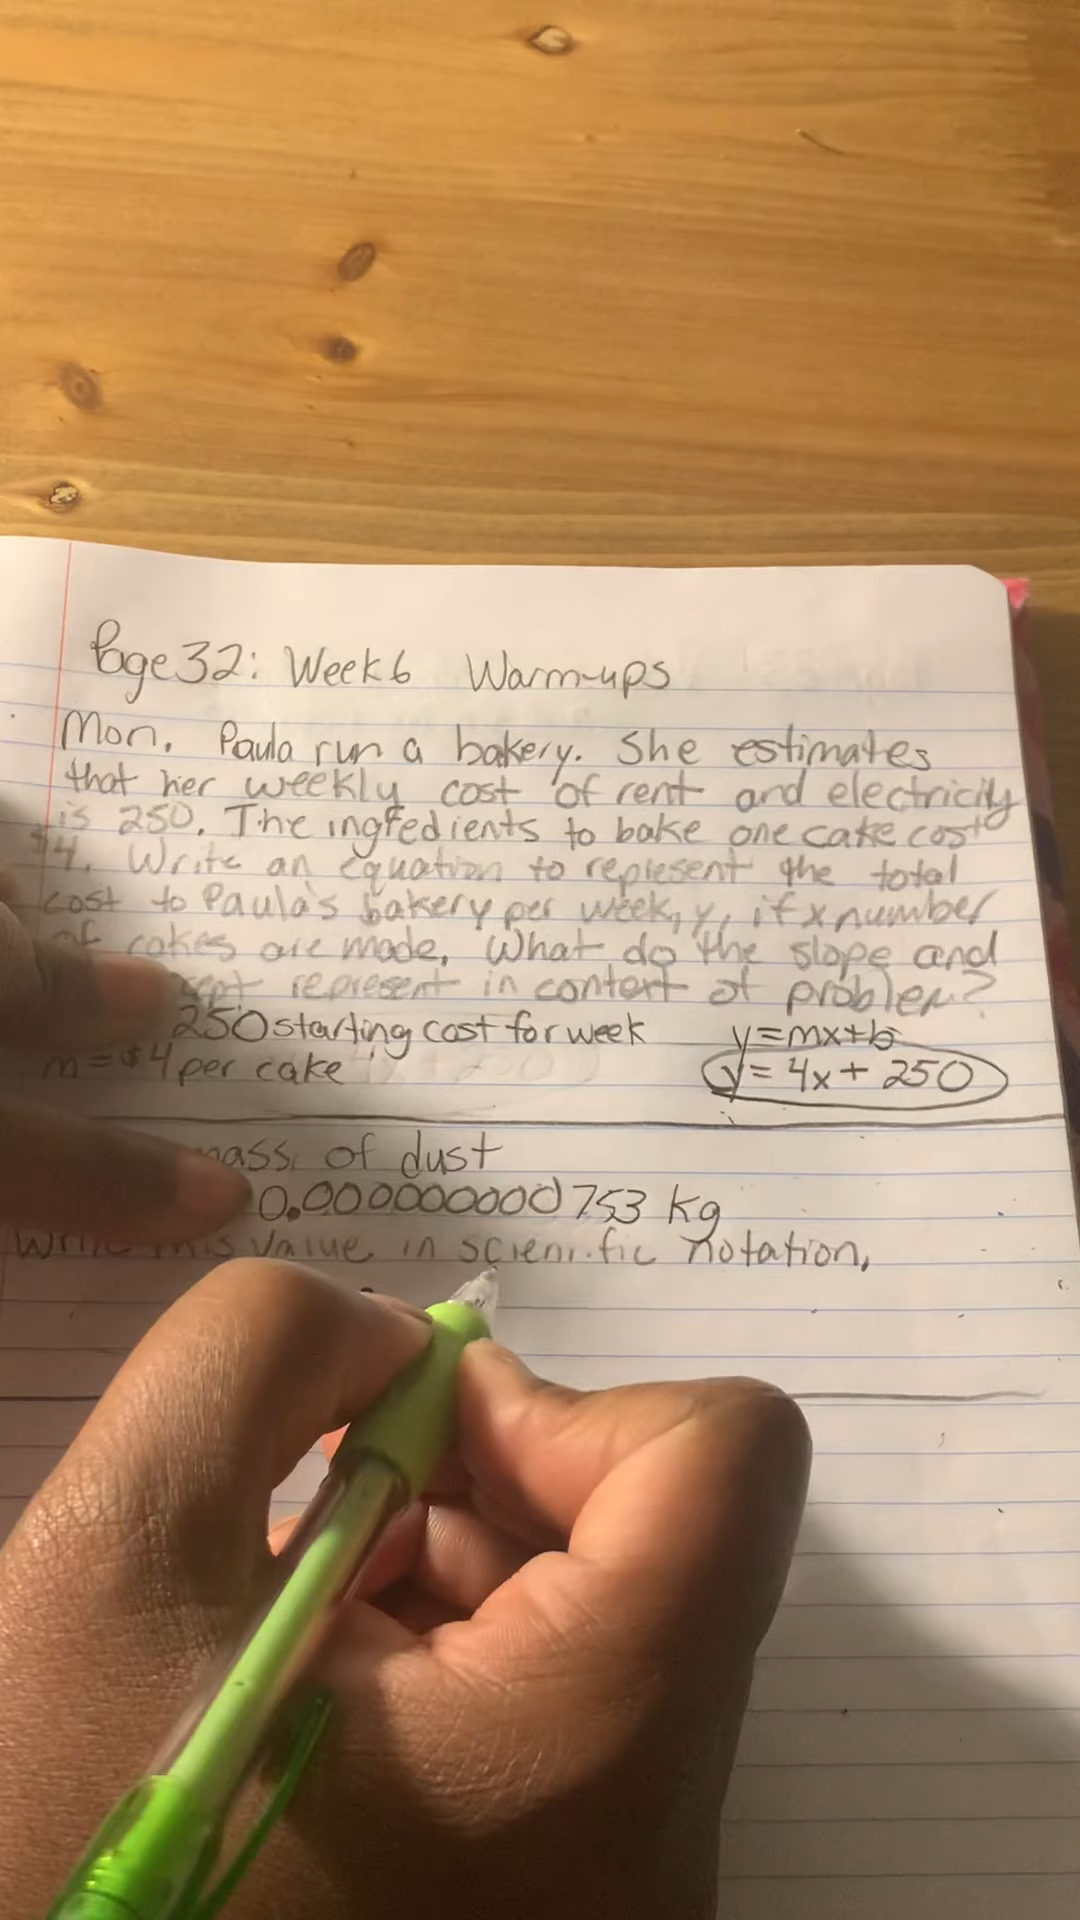 Page 32: Week 6 Warm-ups
Mon. Paula run a bakery. She estimates
that her weekly cost of rent and electricity
is 250. The ingredients to bake one cake cost
$4. Write an equation to represent the total
cost to Paula's bakery per week, y, if x number
of cakes are made. What do the slope and
represent in context of problem?
250 starting cost for week
y=mx+b
m=$4 per cake
y= 4x + 250
mass of dust
0.000000000753 kg
Write this value in scientific notation.